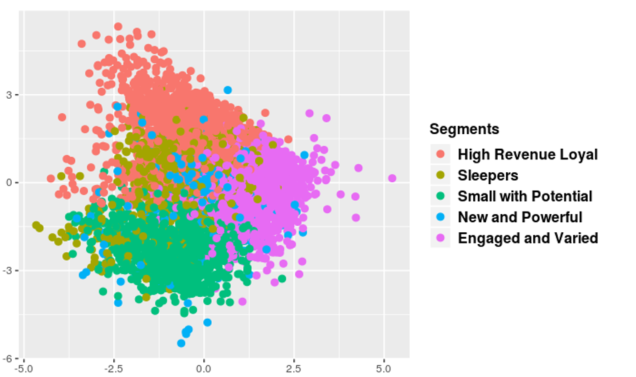 Segments
High Revenue Loyal
Sleepers
Small with Potential
New and Powerful
Engaged and Varied
3
0
-3
-6
-5.0 -2.5 0.0 2.5 5.0